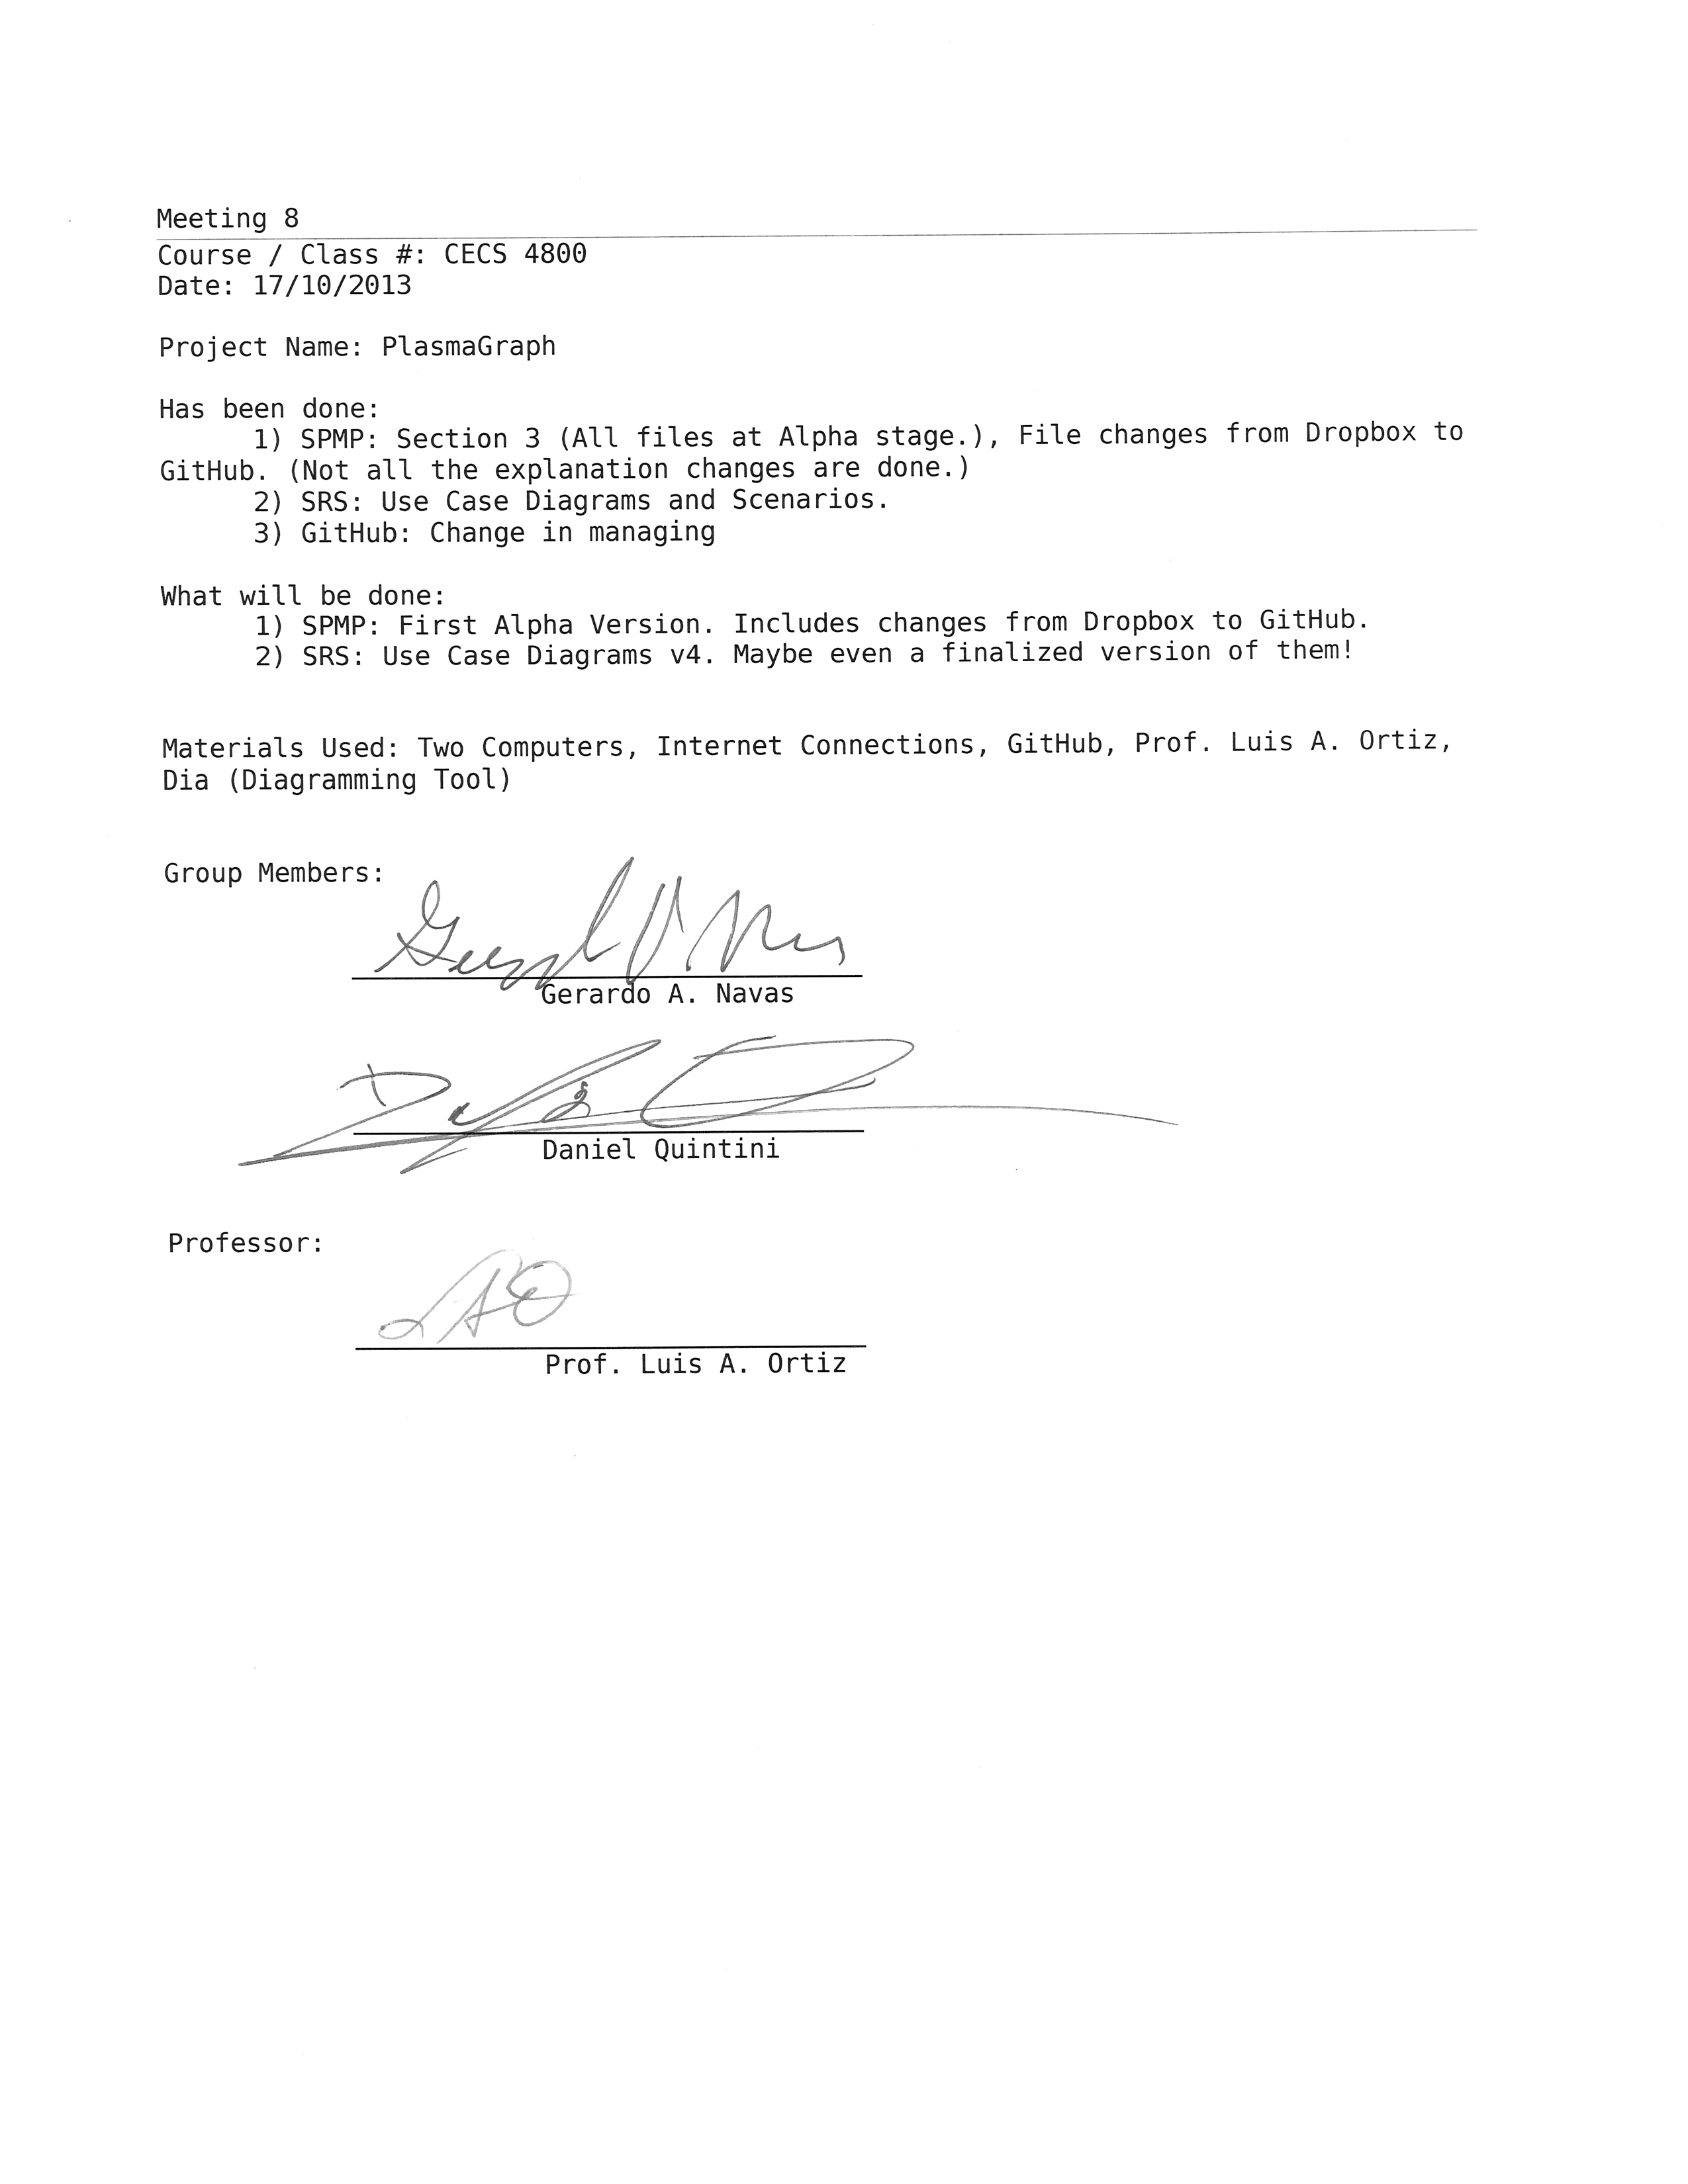 Meeting 8
Course / Class #: CECS 4800
Date: 17/10/2013
Project Name: PlasmaGraph
Has been done:
1) SPMP: Section 3 (All files at Alpha stage.), File changes from Dropbox to
GitHub. (Not all the explanation changes are done.)
2) SRS: Use Case Diagrams and Scenarios.
3) GitHub: Change in managing
What will be done:
1) SPMP: First Alpha Version. Includes changes from Dropbox to GitHub.
2) SRS: Use Case Diagrams v4. Maybe even a finalized version of them!
Materials Used: Two Computers, Internet Connections, GitHub, Prof. Luis A. Ortiz,
Dia (Diagramming Tool)
Group Members:
Gerardo A. Navas
Daniel Quintini
Professor:
Prof. Luis A. Ortiz